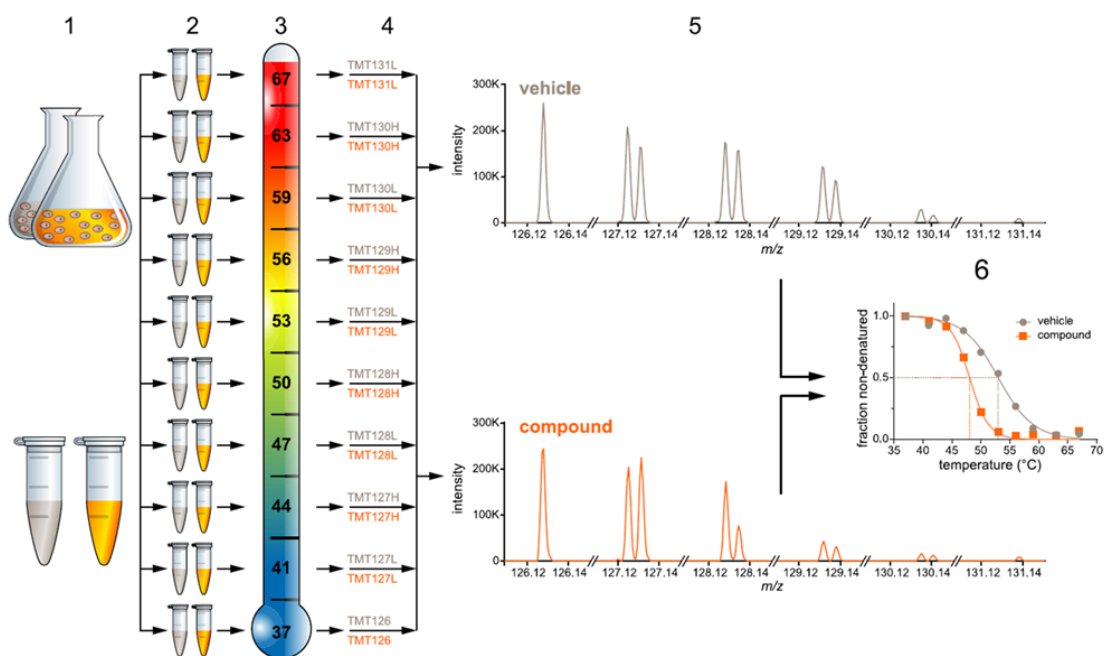 1
2
3
4
5
67
TMT131L
TMT131L
63
TMT130H
TMT130H
59
TMT130L
TMT130L
56
TMT129H
TMT129H
53
TMT129L
TMT129L
50
TMT128H
TMT128H
47
TMT128L
TMT128L
44
TMT127H
TMT127H
41
TMT127L
TMT127L
37
TMT126
TMT126
vehicle
300K
200K
100K
0
intensity
126.12 126.14 127.12 127.14 128.12 128.14 129.12 129.14 130.12 130.14 131.12 131.14
m/z
compound
300K
200K
100K
0
intensity
126.12 126.14 127.12 127.14 128.12 128.14 129.12 129.14 130.12 130.14 131.12 131.14
m/z
6
vehicle
compound
1.0
0.5
0.0
fraction non-denatured
35 40 45 50 55 60 65 70
temperature (°C)